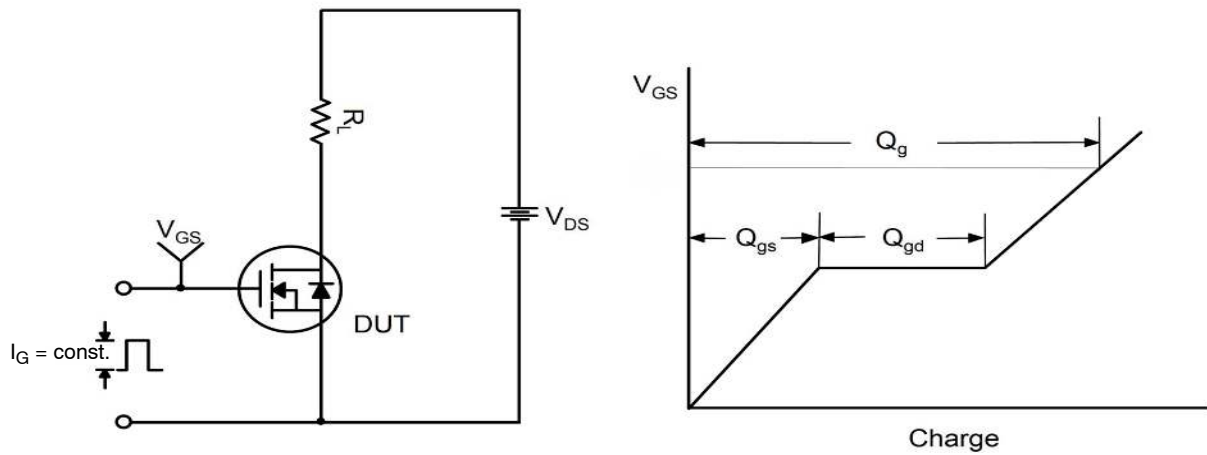 R_L
V_GS
V_DS
DUT
I_G = const.
V_GS
Q_g
Q_gs
Q_gd
Charge